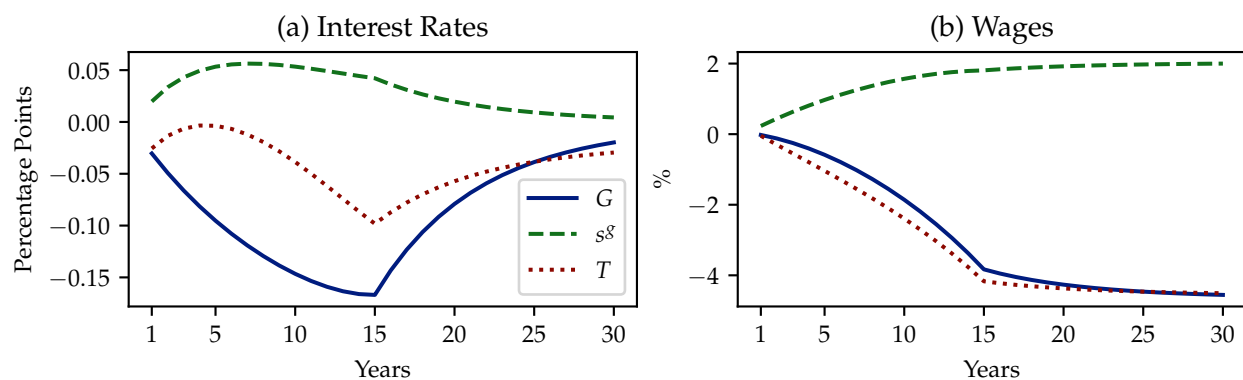 (a) Interest Rates
Percentage Points
0.05
0.00
−0.05
−0.10
−0.15
1 5 10 15 20 25 30
Years
G
s^g
T
(b) Wages
%
2
0
−2
−4
1 5 10 15 20 25 30
Years